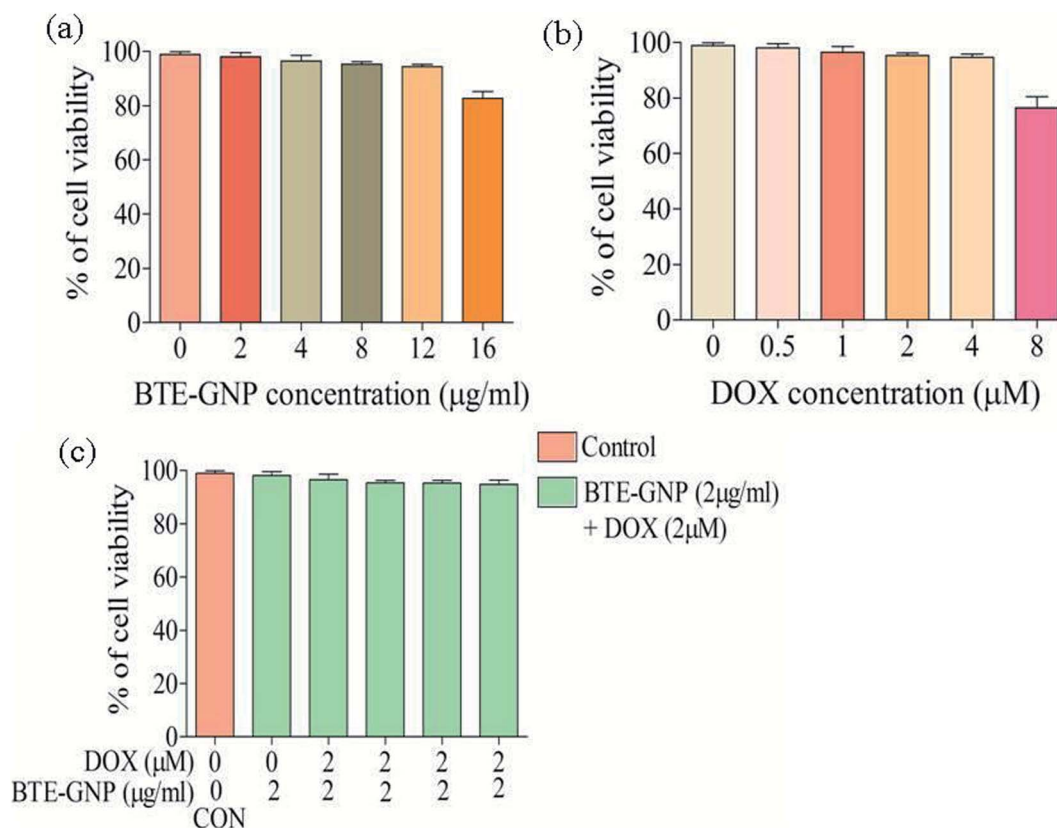 (a)
% of cell viability
100
80
60
40
20
0
0 2 4 8 12 16
BTE-GNP concentration (μg/ml)
(b)
% of cell viability
100
80
60
40
20
0
0 0.5 1 2 4 8
DOX concentration (μM)
(c)
% of cell viability
100
80
60
40
20
0
DOX (μM) 0 0 2 2 2 2
BTE-GNP (μg/ml) 0 2 2 2 2 2
CON
Control
BTE-GNP (2μg/ml)
+ DOX (2μM)